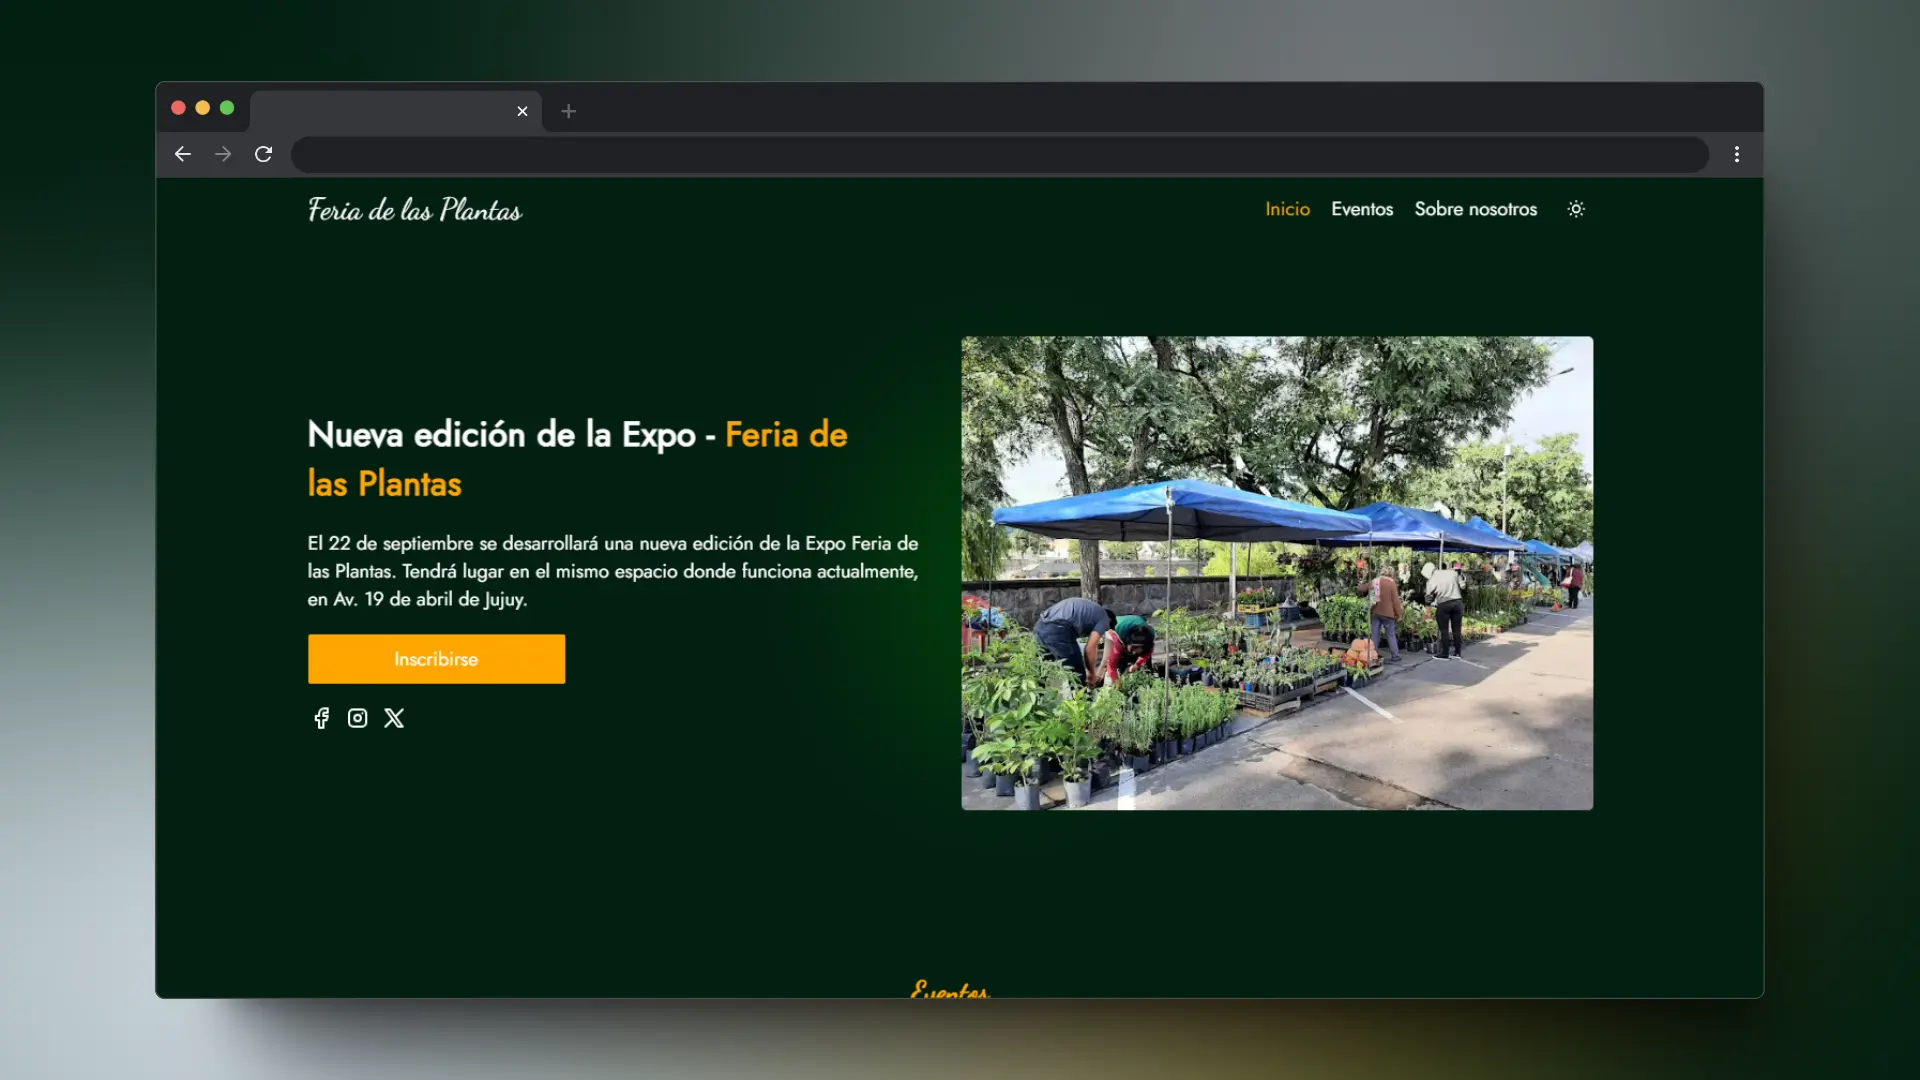 Feria de las Plantas
Inicio Eventos Sobre nosotros
Nueva edición de la Expo - Feria de
las Plantas
El 22 de septiembre se desarrollará una nueva edición de la Expo Feria de
las Plantas. Tendrá lugar en el mismo espacio donde funciona actualmente,
en Av. 19 de abril de Jujuy.
Inscribirse
Eventos